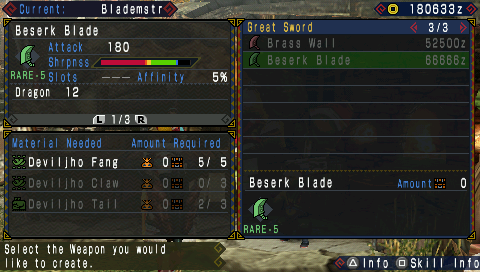 Current: Blademstr
180633z
Beserk Blade
Attack 180
Shrpnss
RARE-5 Slots --- Affinity 5%
Dragon 12
L 1/3 R
Material Needed Amount Required
Deviljho Fang 0 5/ 5
Deviljho Claw 0 0/ 3
Deviljho Tail 0 2/ 3
Select the Weapon you would
like to create.
Great Sword 3/3
Brass Wall 52500z
Beserk Blade 66666z
Beserk Blade Amount 0
RARE-5
Info Skill Info